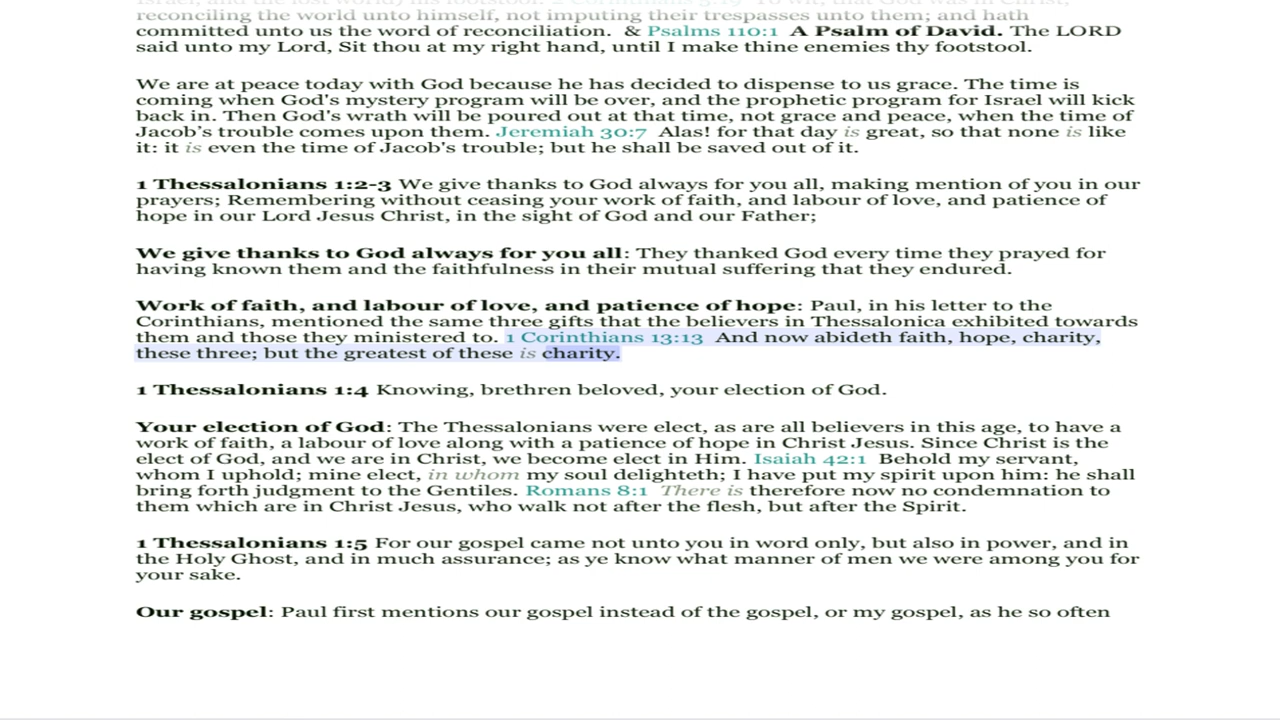 Israel, and the lost world) his footstool. 2 Corinthians 5:19 To wit, that God was in Christ,
reconciling the world unto himself, not imputing their trespasses unto them; and hath
committed unto us the word of reconciliation. & Psalms 110:1 A Psalm of David. The LORD
said unto my Lord, Sit thou at my right hand, until I make thine enemies thy footstool.
We are at peace today with God because he has decided to dispense to us grace. The time is
coming when God's mystery program will be over, and the prophetic program for Israel will kick
back in. Then God's wrath will be poured out at that time, not grace and peace, when the time of
Jacob's trouble comes upon them. Jeremiah 30:7 Alas! for that day is great, so that none is like
it: it is even the time of Jacob's trouble; but he shall be saved out of it.
1 Thessalonians 1:2-3 We give thanks to God always for you all, making mention of you in our
prayers; Remembering without ceasing your work of faith, and labour of love, and patience of
hope in our Lord Jesus Christ, in the sight of God and our Father;
We give thanks to God always for you all: They thanked God every time they prayed for
having known them and the faithfulness in their mutual suffering that they endured.
Work of faith, and labour of love, and patience of hope: Paul, in his letter to the
Corinthians, mentioned the same three gifts that the believers in Thessalonica exhibited towards
them and those they ministered to. 1 Corinthians 13:13 And now abideth faith, hope, charity,
these three; but the greatest of these is charity.
1 Thessalonians 1:4 Knowing, brethren beloved, your election of God.
Your election of God: The Thessalonians were elect, as are all believers in this age, to have a
work of faith, a labour of love along with a patience of hope in Christ Jesus. Since Christ is the
elect of God, and we are in Christ, we become elect in Him. Isaiah 42:1 Behold my servant,
whom I uphold; mine elect, in whom my soul delighteth; I have put my spirit upon him: he shall
bring forth judgment to the Gentiles. Romans 8:1 There is therefore now no condemnation to
them which are in Christ Jesus, who walk not after the flesh, but after the Spirit.
1 Thessalonians 1:5 For our gospel came not unto you in word only, but also in power, and in
the Holy Ghost, and in much assurance; as ye know what manner of men we were among you for
your sake.
Our gospel: Paul first mentions our gospel instead of the gospel, or my gospel, as he so often